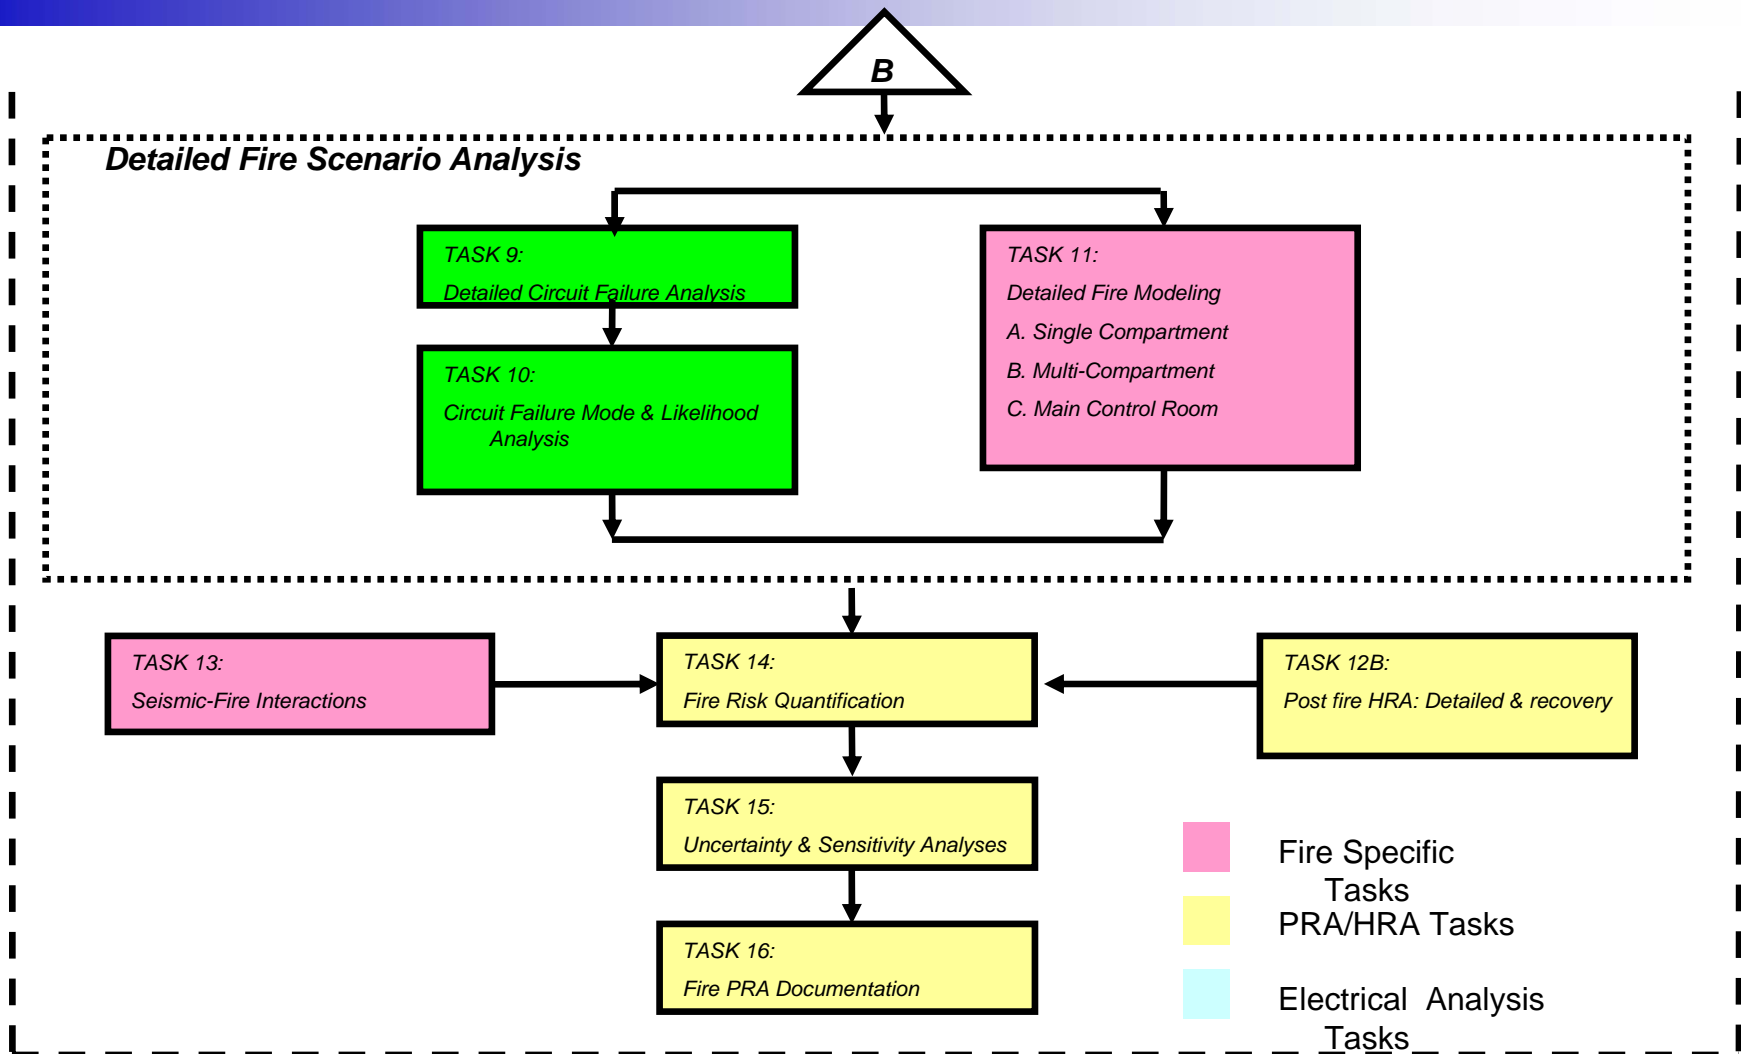 B
Detailed Fire Scenario Analysis
TASK 9:
Detailed Circuit Failure Analysis
TASK 10:
Circuit Failure Mode & Likelihood
Analysis
TASK 11:
Detailed Fire Modeling
A. Single Compartment
B. Multi-Compartment
C. Main Control Room
TASK 13:
Seismic-Fire Interactions
TASK 14:
Fire Risk Quantification
TASK 12B:
Post fire HRA: Detailed & recovery
TASK 15:
Uncertainty & Sensitivity Analyses
TASK 16:
Fire PRA Documentation
Fire Specific
Tasks
PRA/HRA Tasks
Electrical Analysis
Tasks